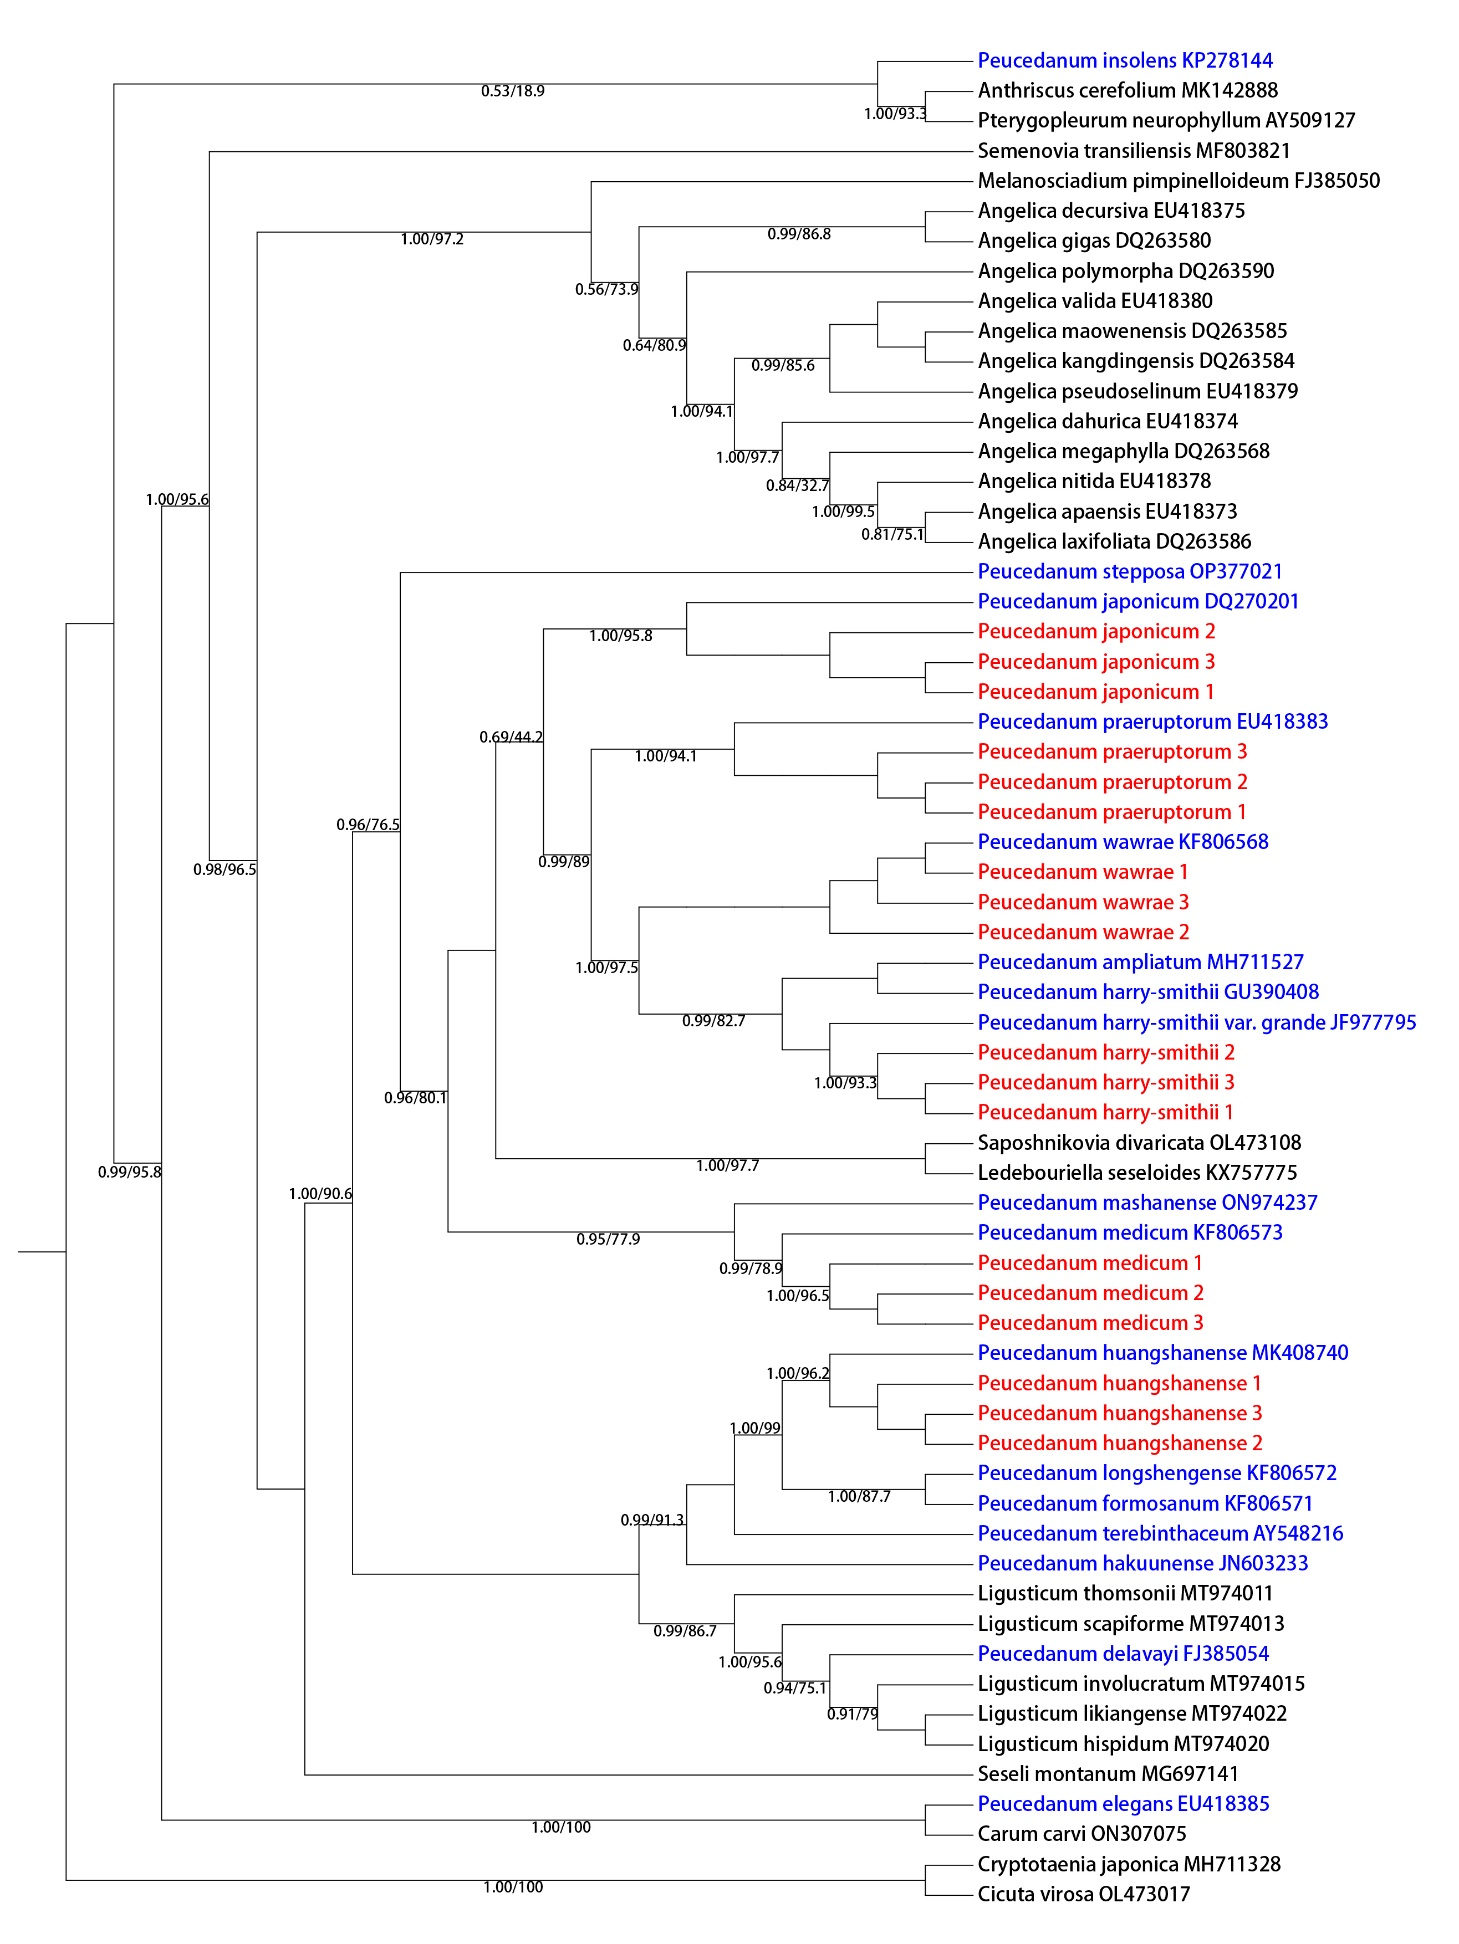 Peucedanum insolens KP278144
0.53/18.9
Anthriscus cerefolium MK142888
1.00/93.3
Pterygopleurum neurophyllum AY509127
Semenovia transiliensis MF803821
Melanosciadium pimpinelloideum FJ385050
Angelica decursiva EU418375
1.00/97.2
0.99/86.8
Angelica gigas DQ263580
Angelica polymorpha DQ263590
0.56/73.9
Angelica valida EU418380
Angelica maowenensis DQ263585
0.64/80.9
Angelica kangdingensis DQ263584
0.99/85.6
Angelica pseudoselinum EU418379
1.00/94.1
Angelica dahurica EU418374
Angelica megaphylla DQ263568
1.00/97.7
Angelica nitida EU418378
0.84/32.7
1.00/95.6
Angelica apaensis EU418373
1.00/99.5
0.81/75.1
Angelica laxifoliata DQ263586
Peucedanum stepposa OP377021
Peucedanum japonicum DQ270201
Peucedanum japonicum 2
1.00/95.8
Peucedanum japonicum 3
Peucedanum japonicum 1
Peucedanum praeruptorum EU418383
0.69/44.2
Peucedanum praeruptorum 3
1.00/94.1
Peucedanum praeruptorum 2
Peucedanum praeruptorum 1
0.96/76.5
Peucedanum wawrae KF806568
0.99/89
0.98/96.5
Peucedanum wawrae 1
Peucedanum wawrae 3
Peucedanum wawrae 2
Peucedanum ampliatum MH711527
1.00/97.5
Peucedanum harry-smithii GU390408
Peucedanum harry-smithii var. grande JF977795
0.99/82.7
Peucedanum harry-smithii 2
Peucedanum harry-smithii 3
1.00/93.3
0.96/80.1
Peucedanum harry-smithii 1
Saposhnikovia divaricata OL473108
1.00/97.7
Ledebouriella seseloides KX757775
0.99/95.8
1.00/90.6
Peucedanum mashanense ON974237
Peucedanum medicum KF806573
0.95/77.9
Peucedanum medicum 1
0.99/78.9
Peucedanum medicum 2
1.00/96.5
Peucedanum medicum 3
Peucedanum huangshanense MK408740
1.00/96.2
Peucedanum huangshanense 1
Peucedanum huangshanense 3
1.00/99
Peucedanum huangshanense 2
Peucedanum longshengense KF806572
1.00/87.7
Peucedanum formosanum KF806571
0.99/91.3
Peucedanum terebinthaceum AY548216
Peucedanum hakuunense JN603233
Ligusticum thomsonii MT974011
Ligusticum scapiforme MT974013
0.99/86.7
Peucedanum delavayi FJ385054
1.00/95.6
Ligusticum involucratum MT974015
0.94/75.1
Ligusticum likiangense MT974022
0.91/79
Ligusticum hispidum MT974020
Seseli montanum MG697141
Peucedanum elegans EU418385
1.00/100
Carum carvi ON307075
Cryptotaenia japonica MH711328
1.00/100
Cicuta virosa OL473017